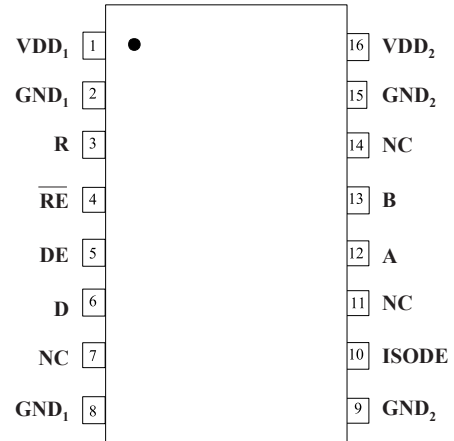 VDD₁ 1 16 VDD₂
GND₁ 2 15 GND₂
R 3 14 NC
R̅E̅ 4 13 B
DE 5 12 A
D 6 11 NC
NC 7 10 ISODE
GND₁ 8 9 GND₂